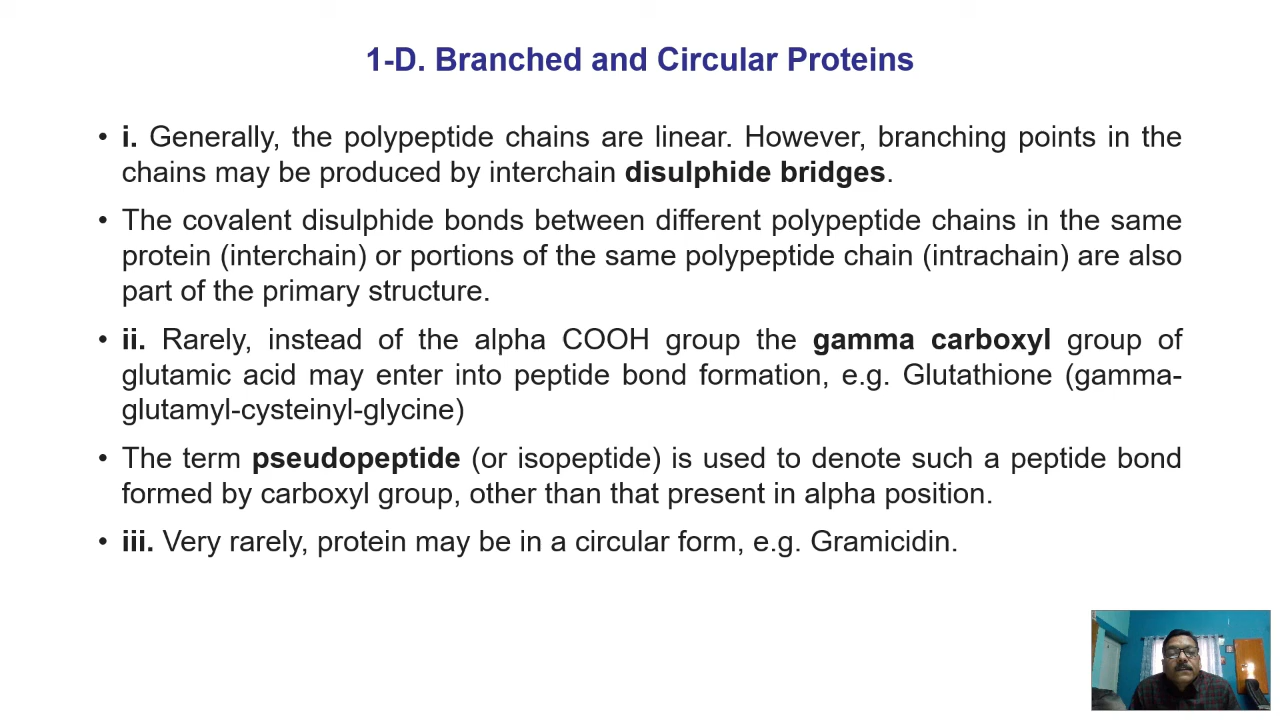 1-D. Branched and Circular Proteins
• i. Generally, the polypeptide chains are linear. However, branching points in the
chains may be produced by interchain disulphide bridges.
• The covalent disulphide bonds between different polypeptide chains in the same
protein (interchain) or portions of the same polypeptide chain (intrachain) are also
part of the primary structure.
• ii. Rarely, instead of the alpha COOH group the gamma carboxyl group of
glutamic acid may enter into peptide bond formation, e.g. Glutathione (gamma-
glutamyl-cysteinyl-glycine)
• The term pseudopeptide (or isopeptide) is used to denote such a peptide bond
formed by carboxyl group, other than that present in alpha position.
• iii. Very rarely, protein may be in a circular form, e.g. Gramicidin.